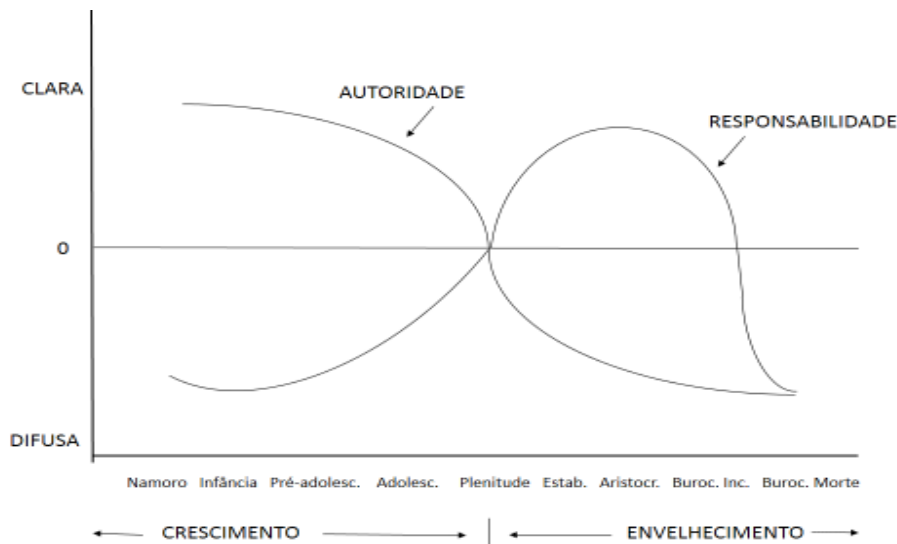 CLARA
AUTORIDADE
RESPONSABILIDADE
0
DIFUSA
Namoro Infância Pré-adolesc. Adolesc. Plenitude Estab. Aristocr. Buroc. Inc. Buroc. Morte
CRESCIMENTO ENVELHECIMENTO